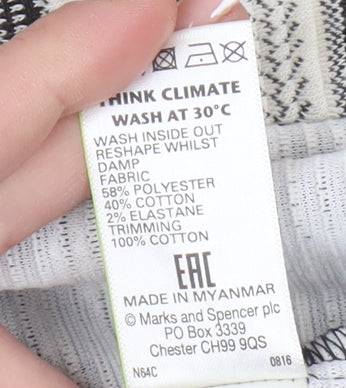 THINK CLIMATE
WASH AT 30°C
WASH INSIDE OUT
RESHAPE WHILST
DAMP
FABRIC
58% POLYESTER
40% COTTON
2% ELASTANE
TRIMMING
100% COTTON
EAC
MADE IN MYANMAR
© Marks and Spencer plc
PO Box 3339
Chester CH99 9QS
N64C 0816